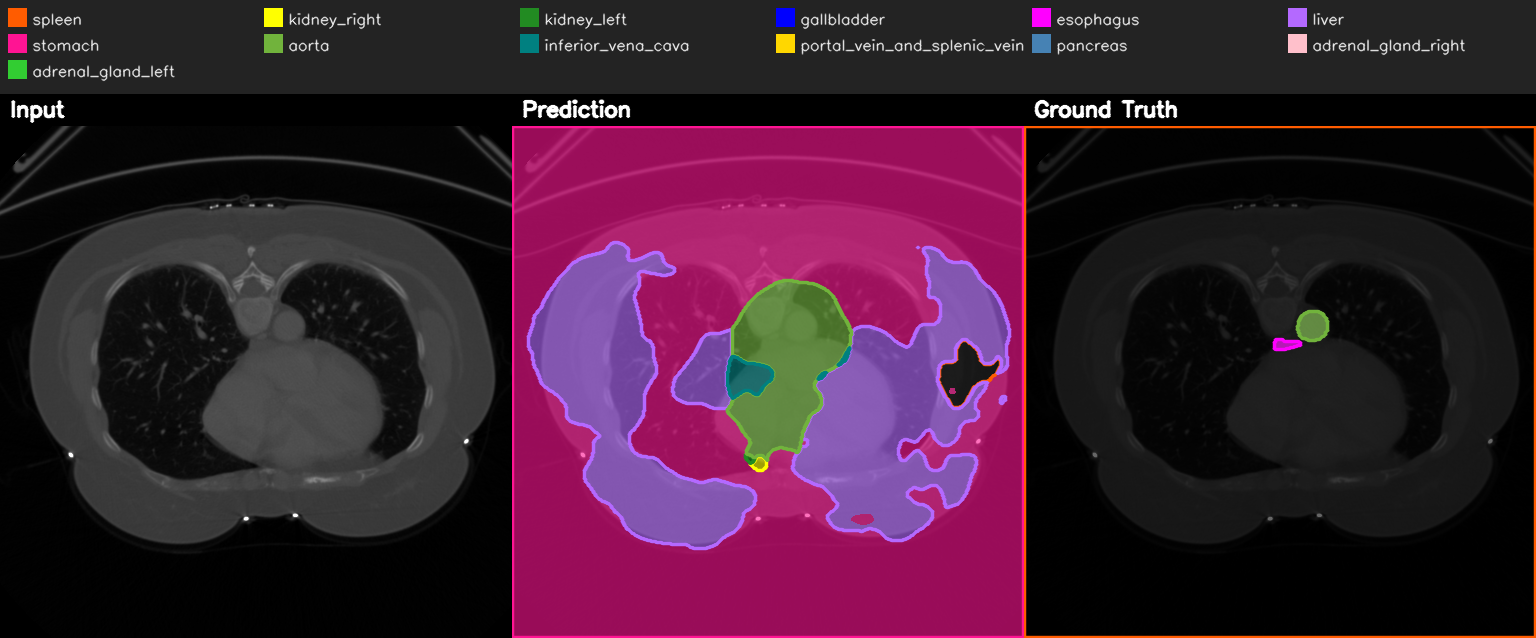 spleen kidney_right kidney_left gallbladder esophagus liver
stomach aorta inferior_vena_cava portal_vein_and_splenic_vein pancreas adrenal_gland_right
adrenal_gland_left
Input Prediction Ground Truth